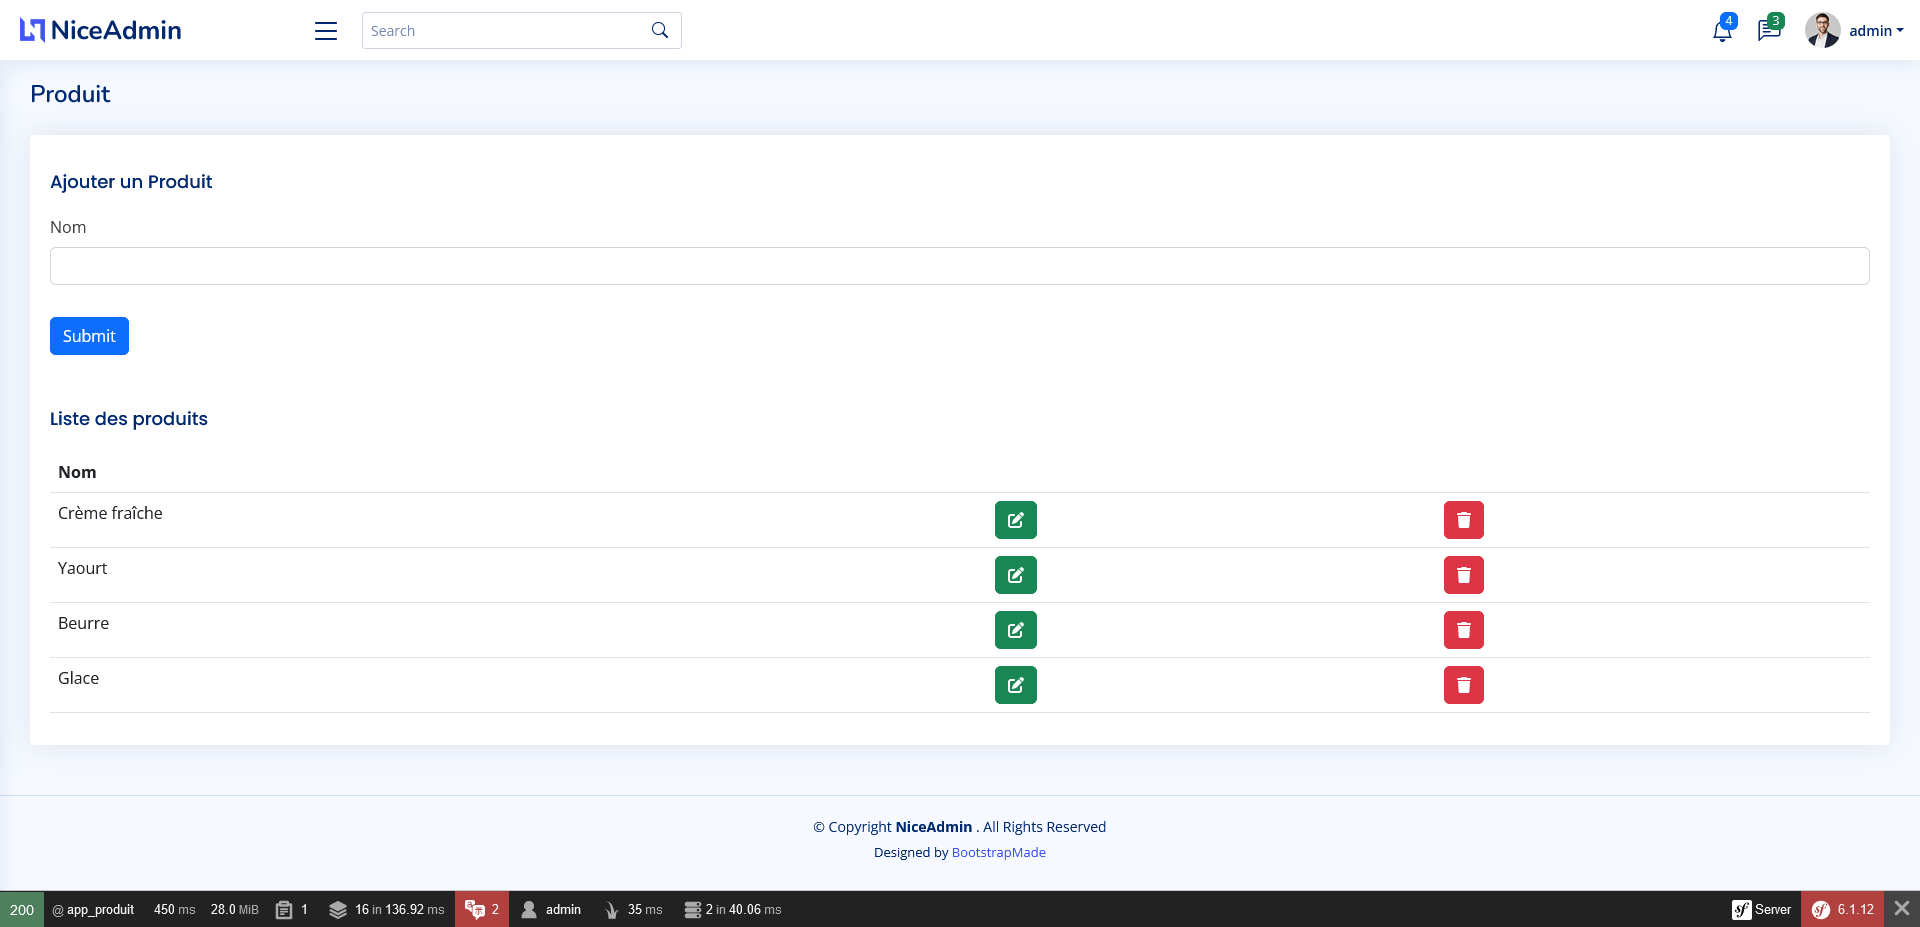 NiceAdmin
Search
4
3
admin
Produit
Ajouter un Produit
Nom
Submit
Liste des produits
Nom
Crème fraîche
Yaourt
Beurre
Glace
© Copyright NiceAdmin . All Rights Reserved
Designed by BootstrapMade
200 @ app_produit 450 ms 28.0 MiB 1 16 in 136.92 ms 2 admin 35 ms 2 in 40.06 ms sf Server sf 6.1.12